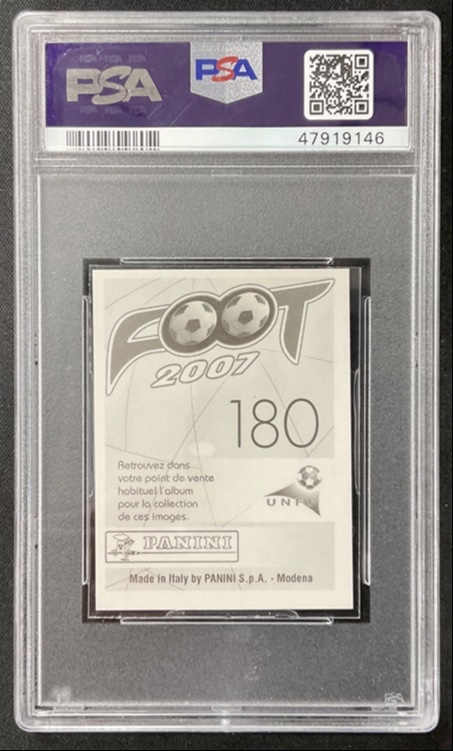 PSA
PSA
47919146
FOOT
2007
180
Retrouvez dans
votre point de vente
habituel l'album
pour la collection
de ces images.
UNFP
PANINI
Made in Italy by PANINI S.p.A. - Modena